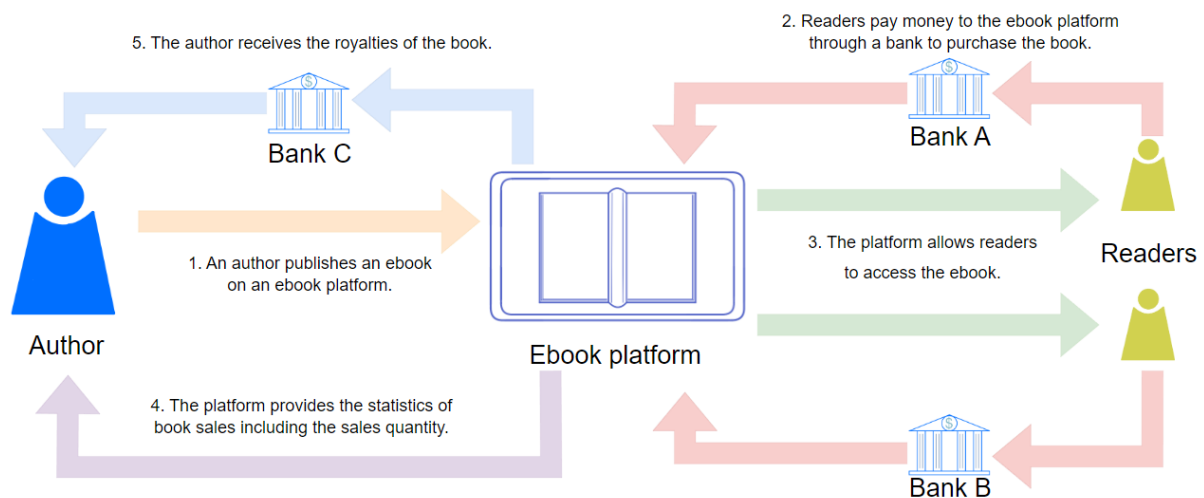 2. Readers pay money to the ebook platform
through a bank to purchase the book.
5. The author receives the royalties of the book.
$
$
Bank A
Bank C
3. The platform allows readers
to access the ebook.
Readers
1. An author publishes an ebook
on an ebook platform.
Author
Ebook platform
4. The platform provides the statistics of
book sales including the sales quantity.
$
Bank B